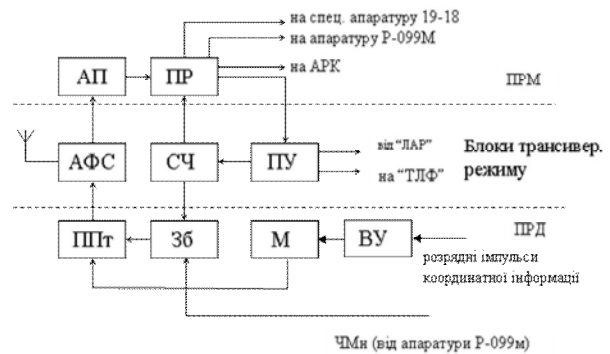 на спец. апаратуру 19-18
на апаратуру Р-099М
на АРК
АП
ПР
ПРМ
АФС
СЧ
ПУ
від "ЛАР"
на "ТЛФ"
Блоки трансивер.
режиму
ППт
Зб
М
ВУ
ПРД
розрядні імпульси
координатної інформації
ЧМн (від апаратури Р-099м)